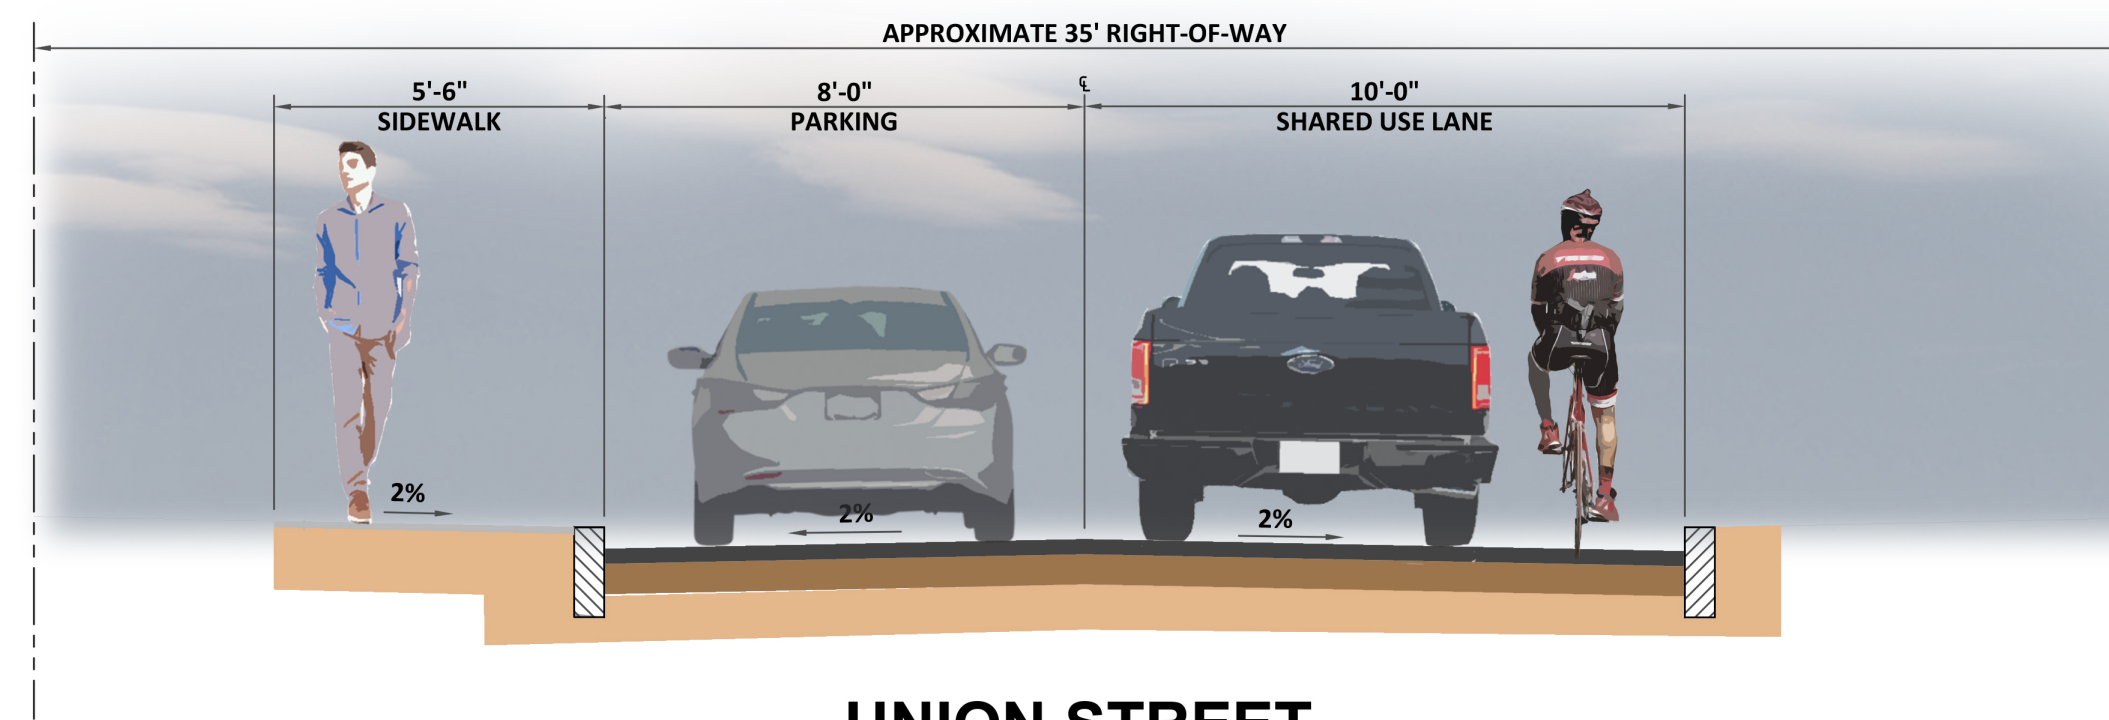 APPROXIMATE 35' RIGHT-OF-WAY
5'-6"
SIDEWALK
8'-0"
PARKING
℄
10'-0"
SHARED USE LANE
2%
2%
2%
Ford
UNION STREET